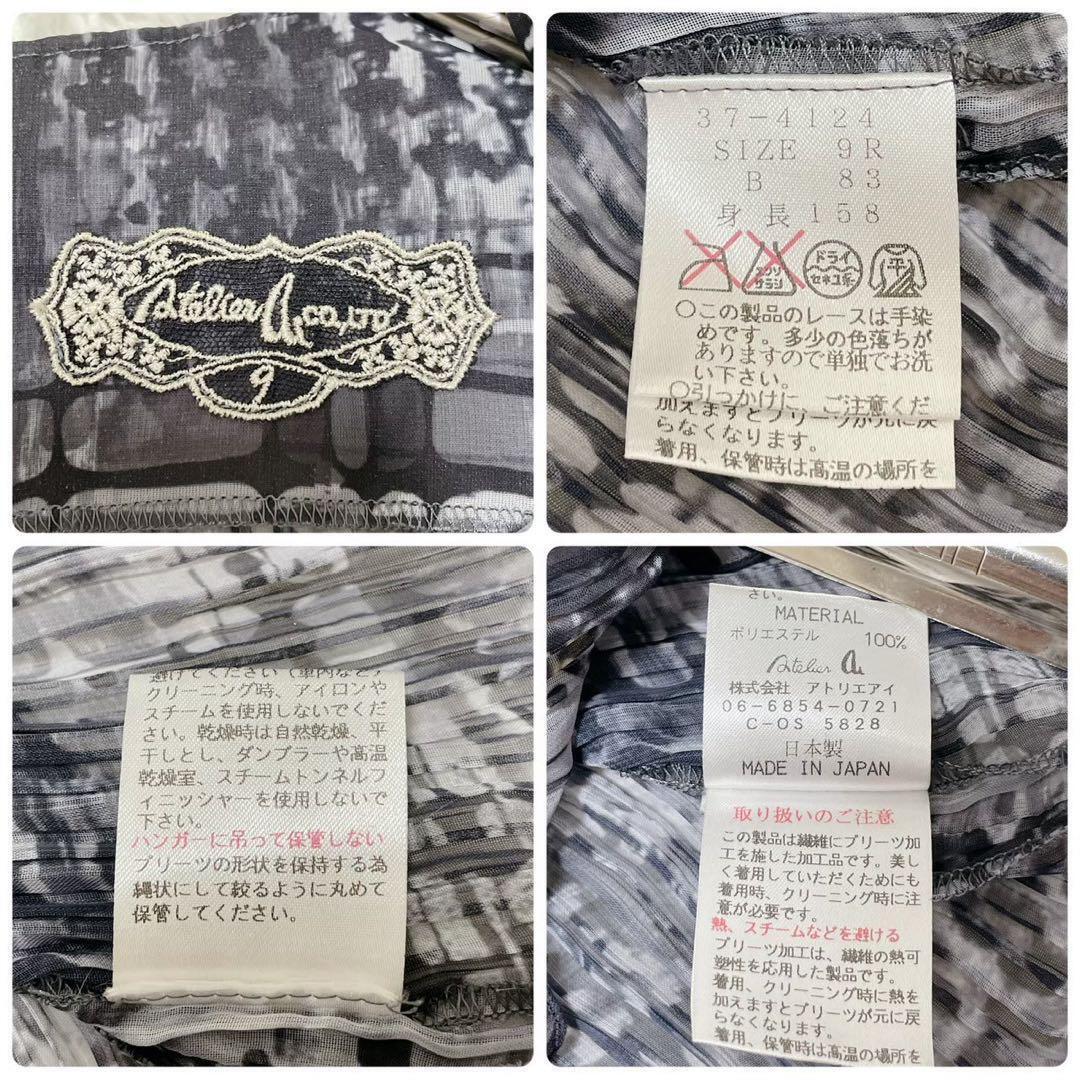 Atelier a CO.,LTD
9
37-4124
SIZE 9R
B 83
身長158
エンソ
サラシ
ドライ
セキユ系
平
○この製品のレースは手染
めです。多少の色落ちが
ありますので単独でお洗
い下さい。
○引っかけに、ご注意くだ
加えますとプリーツが元に戻
らなくなります。
着用、保管時は高温の場所を
避けてください（車内など）
クリーニング時、アイロンや
スチームを使用しないでくだ
さい。乾燥時は自然乾燥、平
干しとし、ダンブラーや高温
乾燥室、スチームトンネルフ
ィニッシャーを使用しないで
下さい。
ハンガーに吊って保管しない
プリーツの形状を保持する為
縄状にして絞るように丸めて
保管してください。
さい。
MATERIAL
ポリエステル 100%
Atelier a
株式会社 アトリエアイ
06-6854-0721
C-OS 5828
日本製
MADE IN JAPAN
取り扱いのご注意
この製品は繊維にプリーツ加
工を施した加工品です。美し
く着用していただくためにも
着用時、クリーニング時に注
意が必要です。
熱、スチームなどを避ける
プリーツ加工は、繊維の熱可
塑性を応用した製品です。
着用、クリーニング時に熱を
加えますとプリーツが元に戻
らなくなります。
着用、保管時は高温の場所を